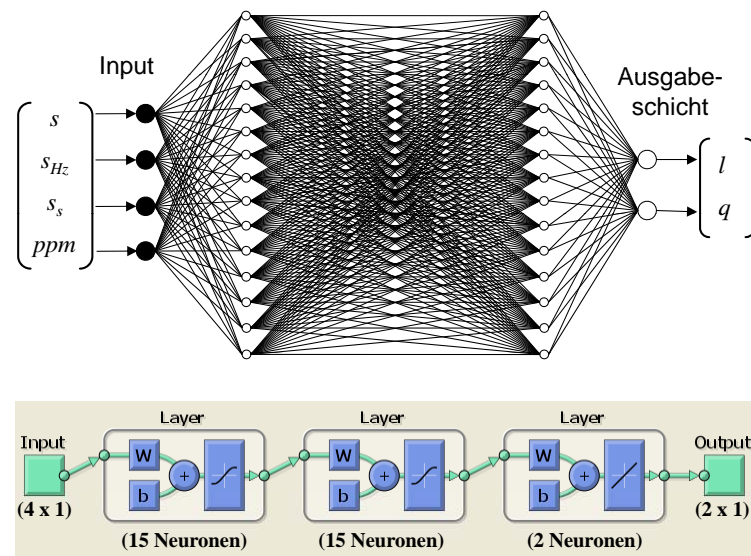 Input
Ausgabe-
schicht
s
s_Hz
s_s
ppm
l
q
Layer Layer Layer
Input Output
W W W
+ + +
b b b
(4 x 1) (2 x 1)
(15 Neuronen) (15 Neuronen) (2 Neuronen)